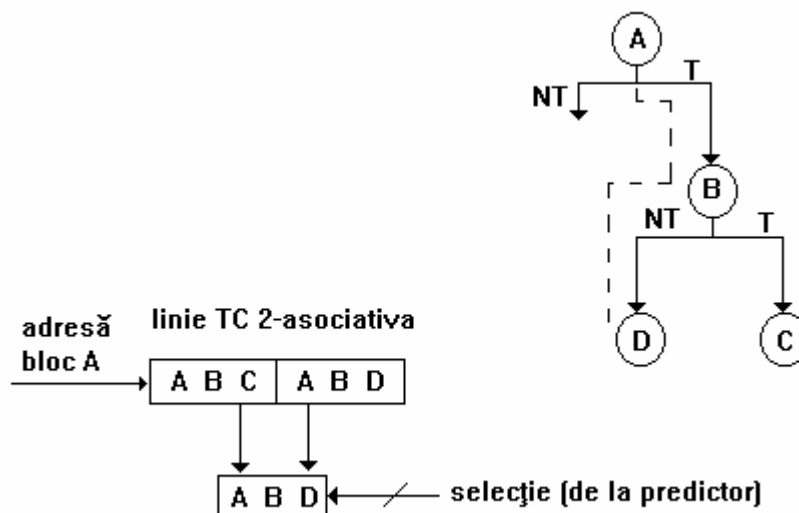 A
NT
T
B
NT
T
D
C
adresă
bloc A
linie TC 2-asociativa
A B C
A B D
A B D
selecţie (de la predictor)